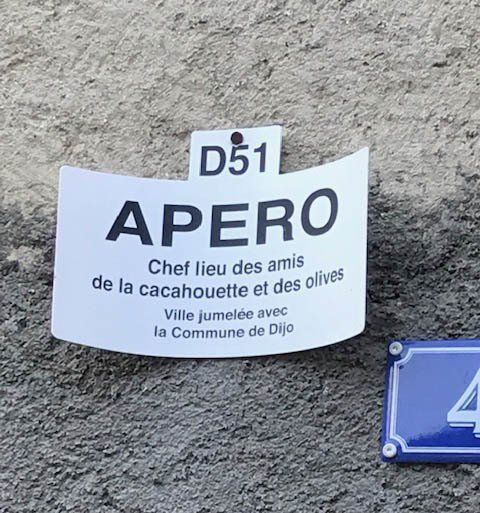 D51
APERO
Chef lieu des amis
de la cacahouette et des olives
Ville jumelée avec
la Commune de Dijo
4